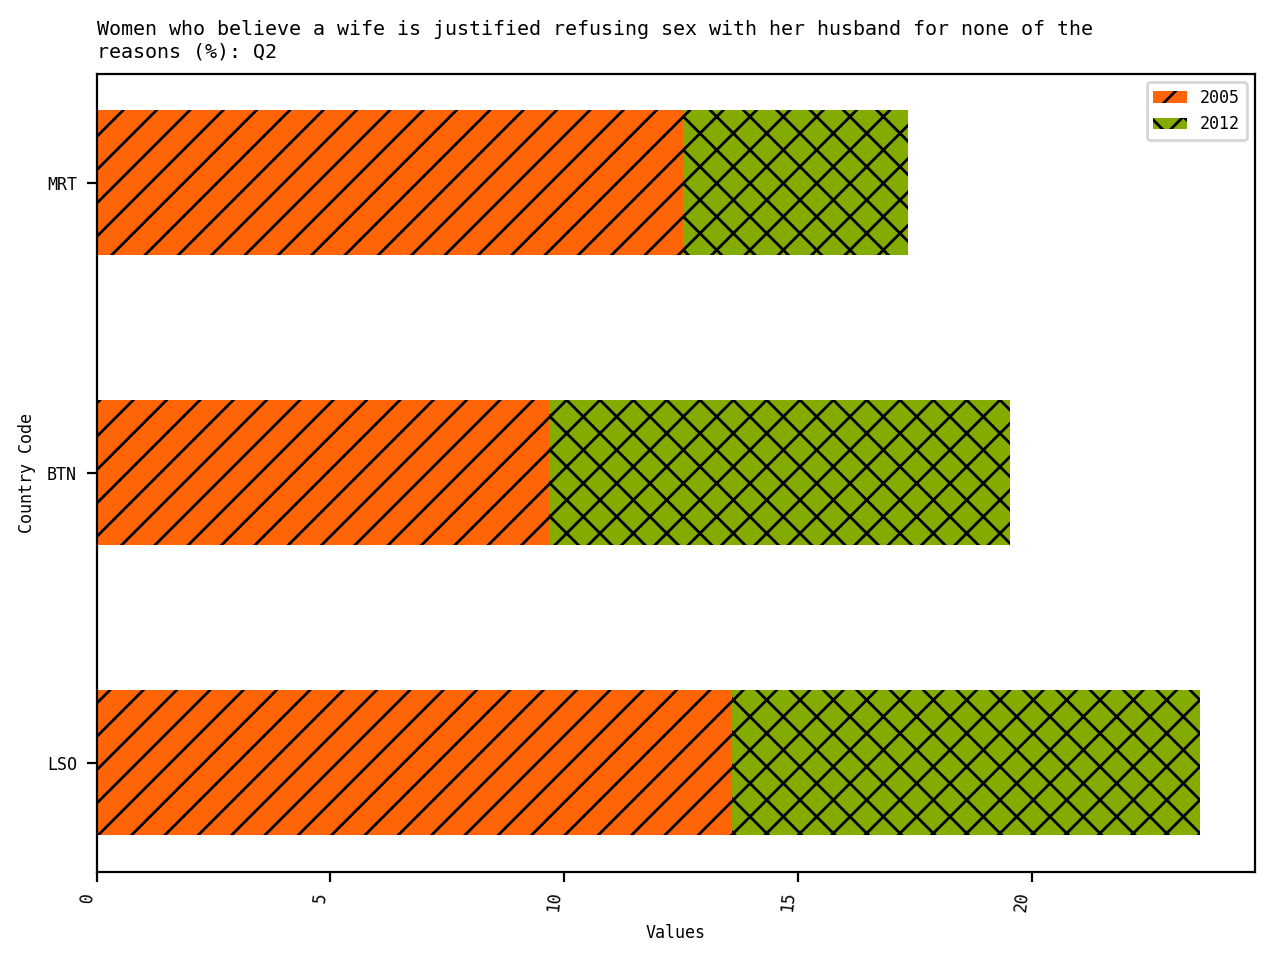 Women who believe a wife is justified refusing sex with her husband for none of the
reasons (%): Q2
2005
2012
MRT
BTN
LSO
Country Code
0
5
10
15
20
Values